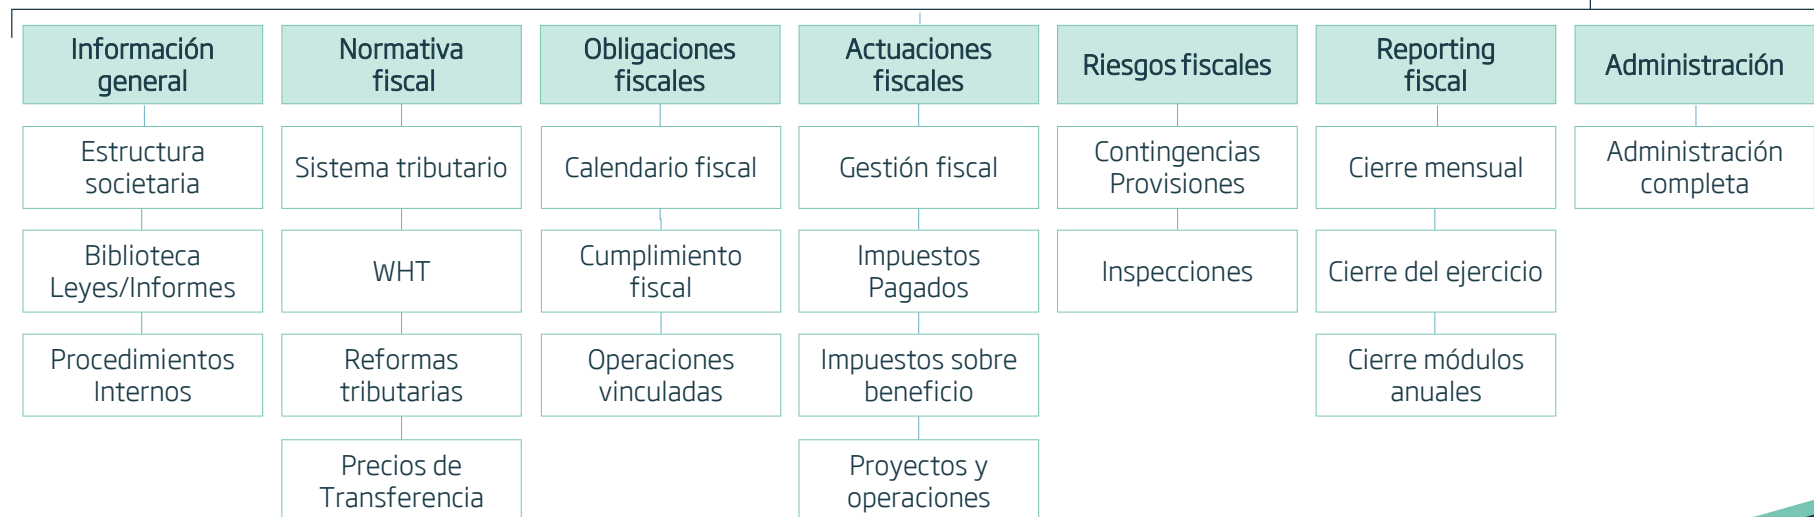 Información
general
Normativa
fiscal
Obligaciones
fiscales
Actuaciones
fiscales
Riesgos fiscales
Reporting
fiscal
Administración
Estructura
societaria
Sistema tributario
Calendario fiscal
Gestión fiscal
Contingencias
Provisiones
Cierre mensual
Administración
completa
Biblioteca
Leyes/Informes
WHT
Cumplimiento
fiscal
Impuestos
Pagados
Inspecciones
Cierre del ejercicio
Procedimientos
Internos
Reformas
tributarias
Operaciones
vinculadas
Impuestos sobre
beneficio
Cierre módulos
anuales
Precios de
Transferencia
Proyectos y
operaciones